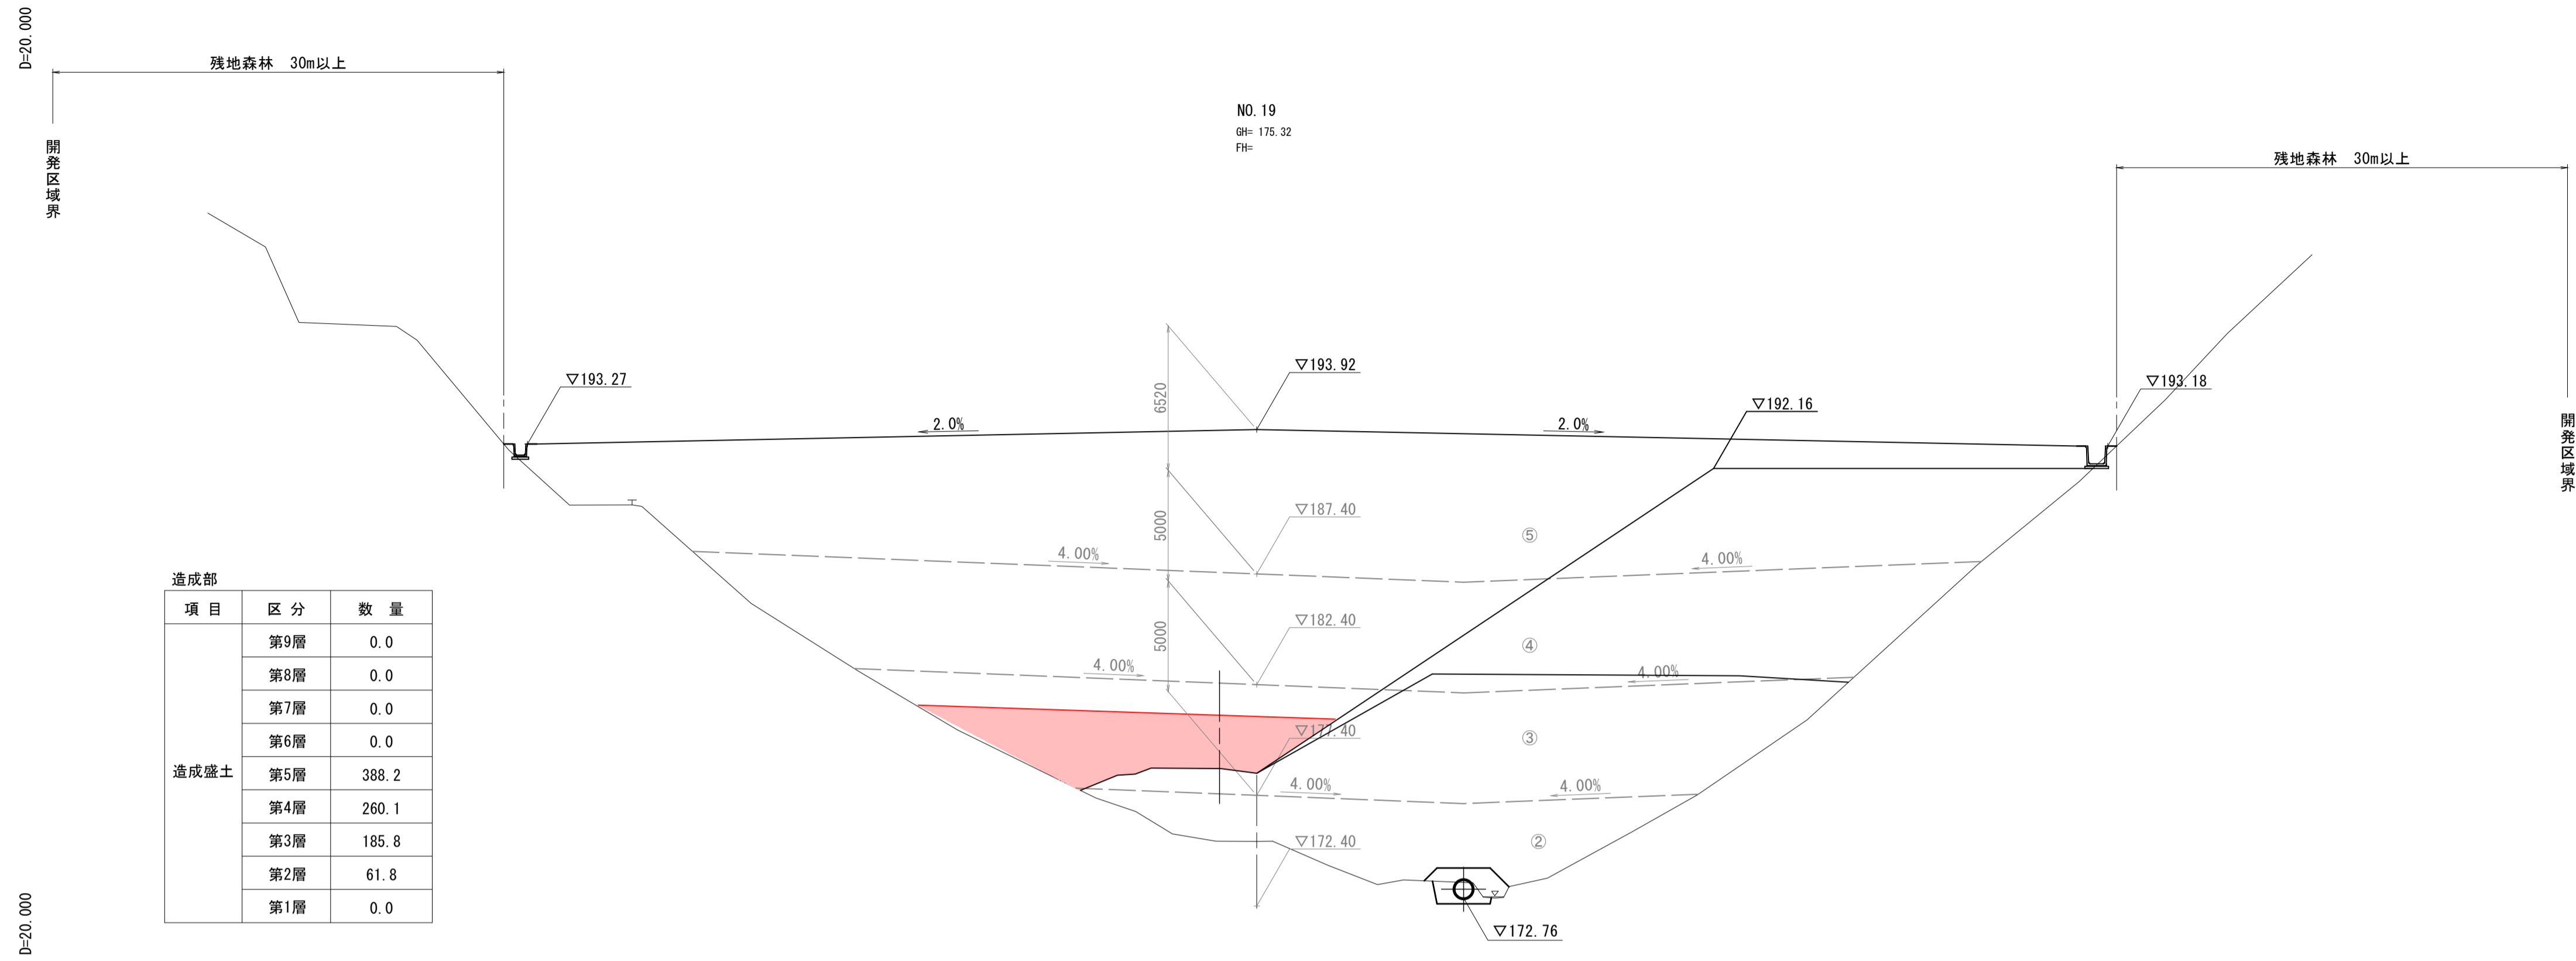 D=20.000
残地森林　30m以上
開発区域界
NO.19
GH= 175.32
FH=
残地森林　30m以上
開発区域界
▽193.27
▽193.92
▽192.16
▽193.18
6520
2.0%
2.0%
5000
▽187.40
⑤
4.00%
4.00%
5000
▽182.40
④
4.00%
4.00%
▽177.40
③
4.00%
4.00%
▽172.40
②
▽172.76
造成部
項 目 区 分 数 量
造成盛土
第9層 0.0
第8層 0.0
第7層 0.0
第6層 0.0
第5層 388.2
第4層 260.1
第3層 185.8
第2層 61.8
第1層 0.0
D=20.000